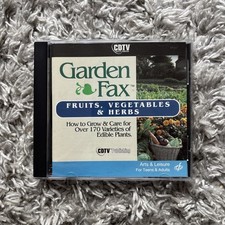 CDTV
Garden
Fax
FRUITS, VEGETABLES
& HERBS
How to Grow & Care for
Over 170 Varieties of
Edible Plants.
CDTV Publishing
Arts & Leisure
For Teens & Adults